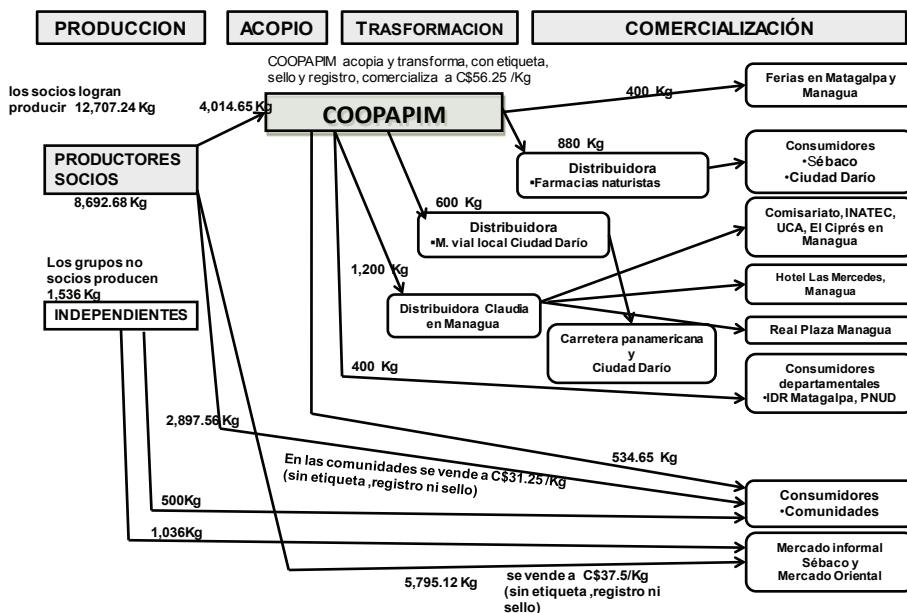 PRODUCCION
ACOPIO
TRASFORMACION
COMERCIALIZACIÓN
COOPAPIM acopia y transforma, con etiqueta,
sello y registro, comercializa a C$56.25 /Kg
los socios logran
producir 12,707.24 Kg
4,014.65Kg
COOPAPIM
400 Kg
Ferias en Matagalpa y
Managua
PRODUCTORES
SOCIOS
8,692.68 Kg
880 Kg
Distribuidora
▪Farmacias naturistas
Consumidores
•Sébaco
•Ciudad Darío
600 Kg
Distribuidora
▪M. vial local Ciudad Darío
Comisariato, INATEC,
UCA, El Ciprés en
Managua
Los grupos no
socios producen
1,536 Kg
INDEPENDIENTES
1,200 Kg
Distribuidora Claudia
en Managua
Hotel Las Mercedes,
Managua
Real Plaza Managua
Carretera panamericana
y
Ciudad Darío
400 Kg
Consumidores
departamentales
•IDR Matagalpa, PNUD
2,897.56 Kg
534.65 Kg
En las comunidades se vende a C$31.25 /Kg
(sin etiqueta ,registro ni sello)
500Kg
Consumidores
•Comunidades
1,036Kg
Mercado informal
Sébaco y
Mercado Oriental
5,795.12 Kg
se vende a C$37.5/Kg
(sin etiqueta ,registro ni
sello)